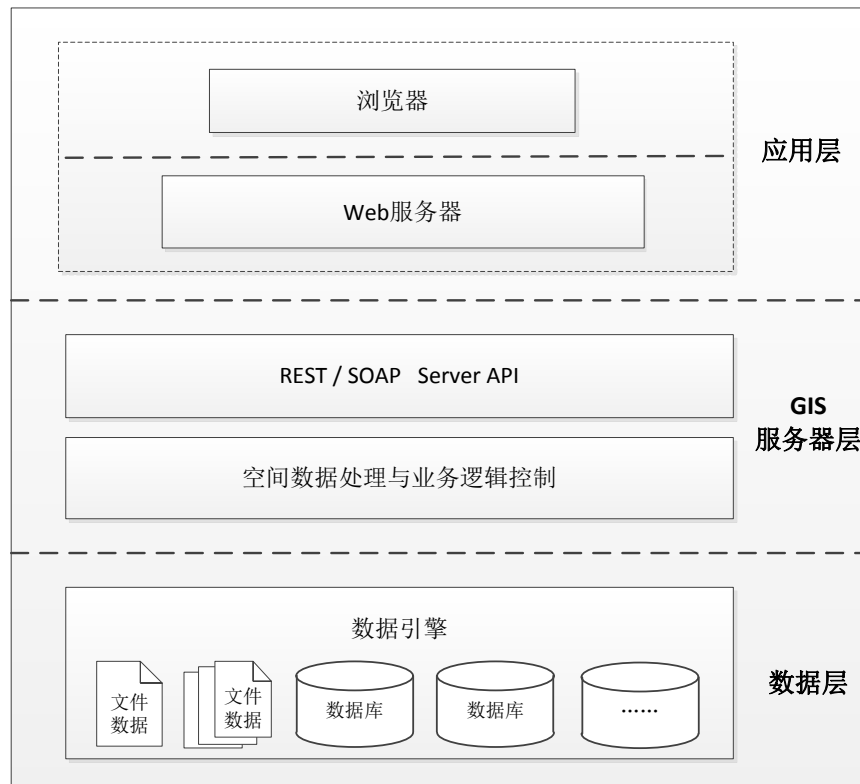 浏览器
应用层
Web服务器
REST / SOAP Server API
GIS
服务器层
空间数据处理与业务逻辑控制
数据引擎
文件
数据
文件
数据
数据库
数据库
……
数据层